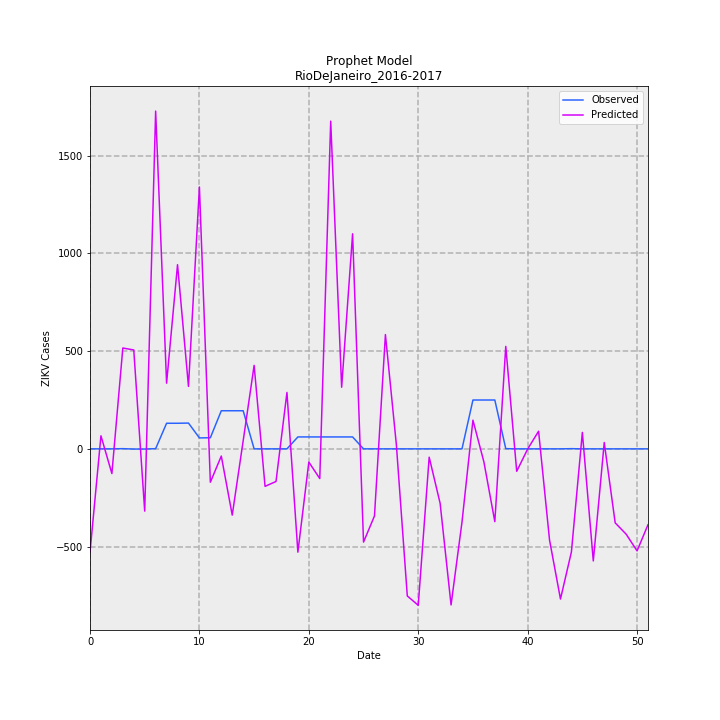 Prophet Model
RioDeJaneiro_2016-2017
Observed
Predicted
1500
1000
500
0
−500
ZIKV Cases
0 10 20 30 40 50
Date